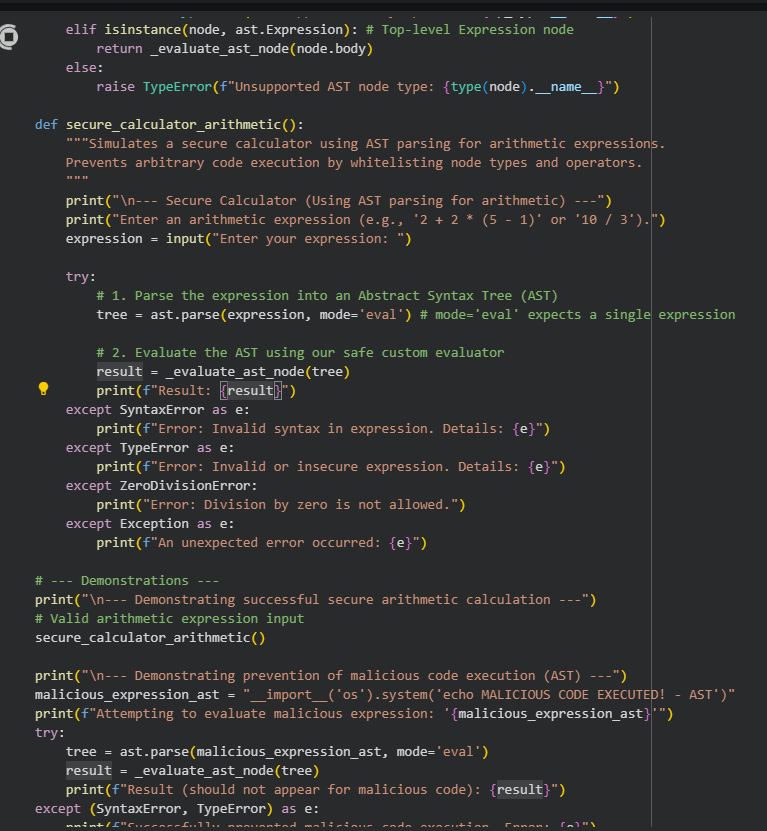 elif isinstance(node, ast.Expression): # Top-level Expression node
        return _evaluate_ast_node(node.body)
    else:
        raise TypeError(f"Unsupported AST node type: {type(node).__name__}")

def secure_calculator_arithmetic():
    """Simulates a secure calculator using AST parsing for arithmetic expressions.
    Prevents arbitrary code execution by whitelisting node types and operators.
    """
    print("\n--- Secure Calculator (Using AST parsing for arithmetic) ---")
    print("Enter an arithmetic expression (e.g., '2 + 2 * (5 - 1)' or '10 / 3').")
    expression = input("Enter your expression: ")

    try:
        # 1. Parse the expression into an Abstract Syntax Tree (AST)
        tree = ast.parse(expression, mode='eval') # mode='eval' expects a single expression

        # 2. Evaluate the AST using our safe custom evaluator
        result = _evaluate_ast_node(tree)
        print(f"Result: {result}")
    except SyntaxError as e:
        print(f"Error: Invalid syntax in expression. Details: {e}")
    except TypeError as e:
        print(f"Error: Invalid or insecure expression. Details: {e}")
    except ZeroDivisionError:
        print("Error: Division by zero is not allowed.")
    except Exception as e:
        print(f"An unexpected error occurred: {e}")

# --- Demonstrations ---
print("\n--- Demonstrating successful secure arithmetic calculation ---")
# Valid arithmetic expression input
secure_calculator_arithmetic()

print("\n--- Demonstrating prevention of malicious code execution (AST) ---")
malicious_expression_ast = "__import__('os').system('echo MALICIOUS CODE EXECUTED! - AST')"
print(f"Attempting to evaluate malicious expression: '{malicious_expression_ast}'")
try:
    tree = ast.parse(malicious_expression_ast, mode='eval')
    result = _evaluate_ast_node(tree)
    print(f"Result (should not appear for malicious code): {result}")
except (SyntaxError, TypeError) as e:
    print(f"Successfully prevented malicious code execution. Error: {e}")